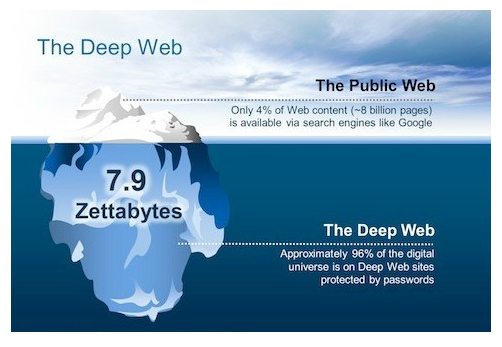 The Deep Web
The Public Web
Only 4% of Web content (~8 billion pages)
is available via search engines like Google
7.9
Zettabytes
The Deep Web
Approximately 96% of the digital
universe is on Deep Web sites
protected by passwords